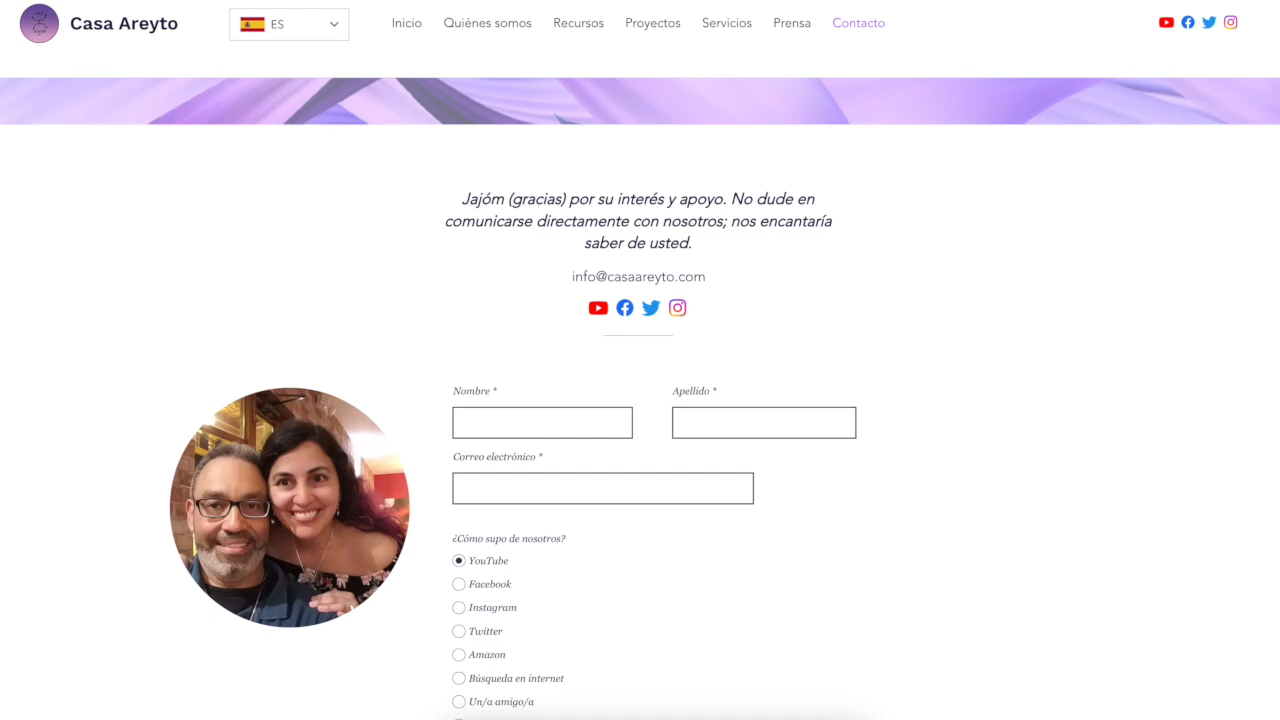 Casa Areyto
ES
Inicio Quiénes somos Recursos Proyectos Servicios Prensa Contacto
Jajóm (gracias) por su interés y apoyo. No dude en
comunicarse directamente con nosotros; nos encantaría
saber de usted.
info@casaareyto.com
Nombre * Apellido *
Correo electrónico *
¿Cómo supo de nosotros?
YouTube
Facebook
Instagram
Twitter
Amazon
Búsqueda en internet
Un/a amigo/a